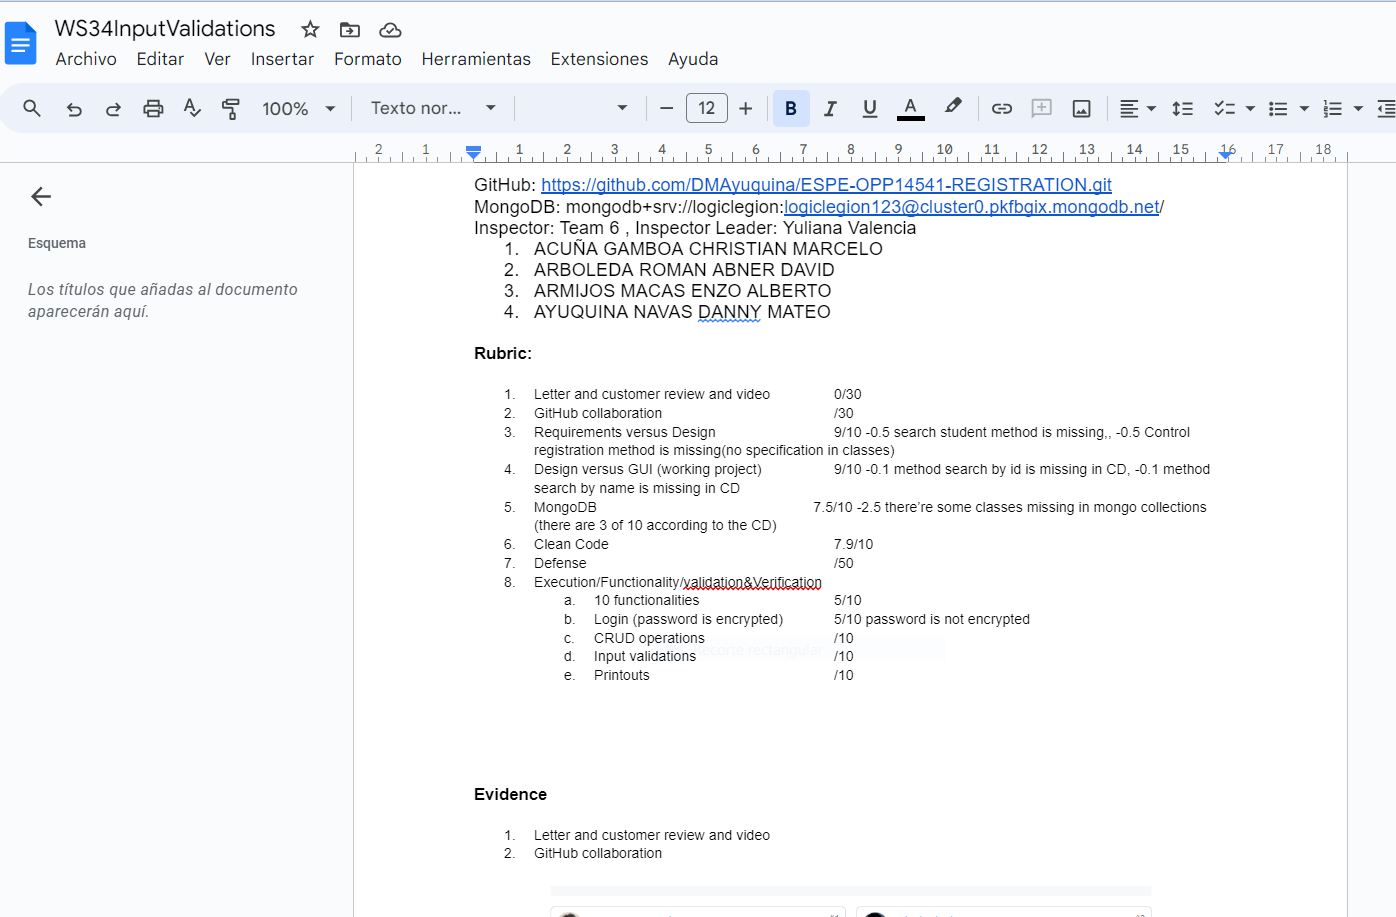 WS34InputValidations
Archivo Editar Ver Insertar Formato Herramientas Extensiones Ayuda
100% Texto nor... 12 B I U A
2 1 1 2 3 4 5 6 7 8 9 10 11 12 13 14 15 16 17 18
Esquema
Los títulos que añadas al documento
aparecerán aquí.
GitHub: https://github.com/DMAyuquina/ESPE-OPP14541-REGISTRATION.git
MongoDB: mongodb+srv://logiclegion:logiclegion123@cluster0.pkfbgix.mongodb.net/
Inspector: Team 6 , Inspector Leader: Yuliana Valencia
1. ACUÑA GAMBOA CHRISTIAN MARCELO
2. ARBOLEDA ROMAN ABNER DAVID
3. ARMIJOS MACAS ENZO ALBERTO
4. AYUQUINA NAVAS DANNY MATEO
Rubric:
1. Letter and customer review and video 0/30
2. GitHub collaboration /30
3. Requirements versus Design 9/10 -0.5 search student method is missing,, -0.5 Control
registration method is missing(no specification in classes)
4. Design versus GUI (working project) 9/10 -0.1 method search by id is missing in CD, -0.1 method
search by name is missing in CD
5. MongoDB 7.5/10 -2.5 there're some classes missing in mongo collections
(there are 3 of 10 according to the CD)
6. Clean Code 7.9/10
7. Defense /50
8. Execution/Functionality/validation&Verification
a. 10 functionalities 5/10
b. Login (password is encrypted) 5/10 password is not encrypted
c. CRUD operations /10
Recorte rectangular
d. Input validations /10
e. Printouts /10
Evidence
1. Letter and customer review and video
2. GitHub collaboration